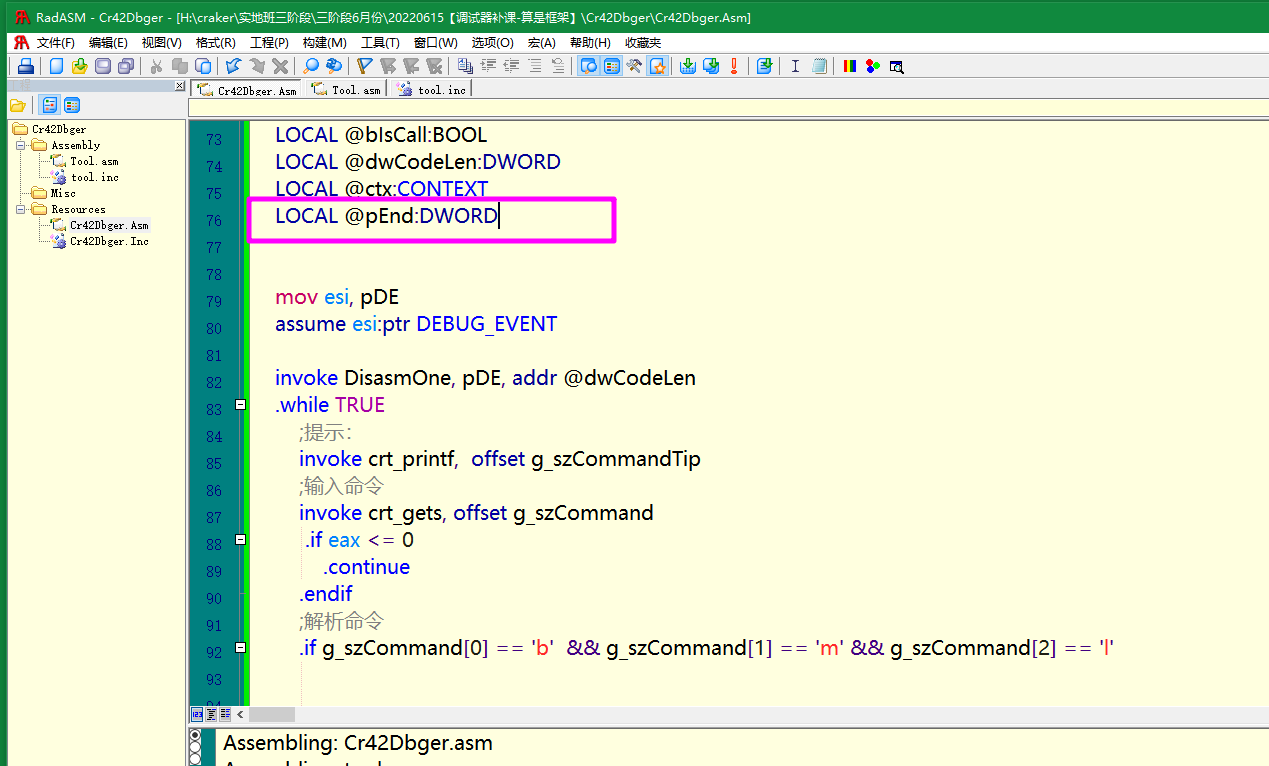 RadASM - Cr42Dbger - [H:\craker\实地班三阶段\三阶段6月份\20220615【调试器补课-算是框架】\Cr42Dbger\Cr42Dbger.Asm]
文件(F) 编辑(E) 视图(V) 格式(R) 工程(P) 构建(M) 工具(T) 窗口(W) 选项(O) 宏(A) 帮助(H) 收藏夹
Cr42Dbger.Asm Tool.asm tool.inc
Cr42Dbger
Assembly
Tool.asm
tool.inc
Misc
Resources
Cr42Dbger.Asm
Cr42Dbger.Inc
73 LOCAL @bIsCall:BOOL
74 LOCAL @dwCodeLen:DWORD
75 LOCAL @ctx:CONTEXT
76 LOCAL @pEnd:DWORD
77
78
79 mov esi, pDE
80 assume esi:ptr DEBUG_EVENT
81
82 invoke DisasmOne, pDE, addr @dwCodeLen
83 .while TRUE
84 ;提示:
85 invoke crt_printf, offset g_szCommandTip
86 ;输入命令
87 invoke crt_gets, offset g_szCommand
88 .if eax <= 0
89 .continue
90 .endif
91 ;解析命令
92 .if g_szCommand[0] == 'b' && g_szCommand[1] == 'm' && g_szCommand[2] == 'l'
93
94
Assembling: Cr42Dbger.asm